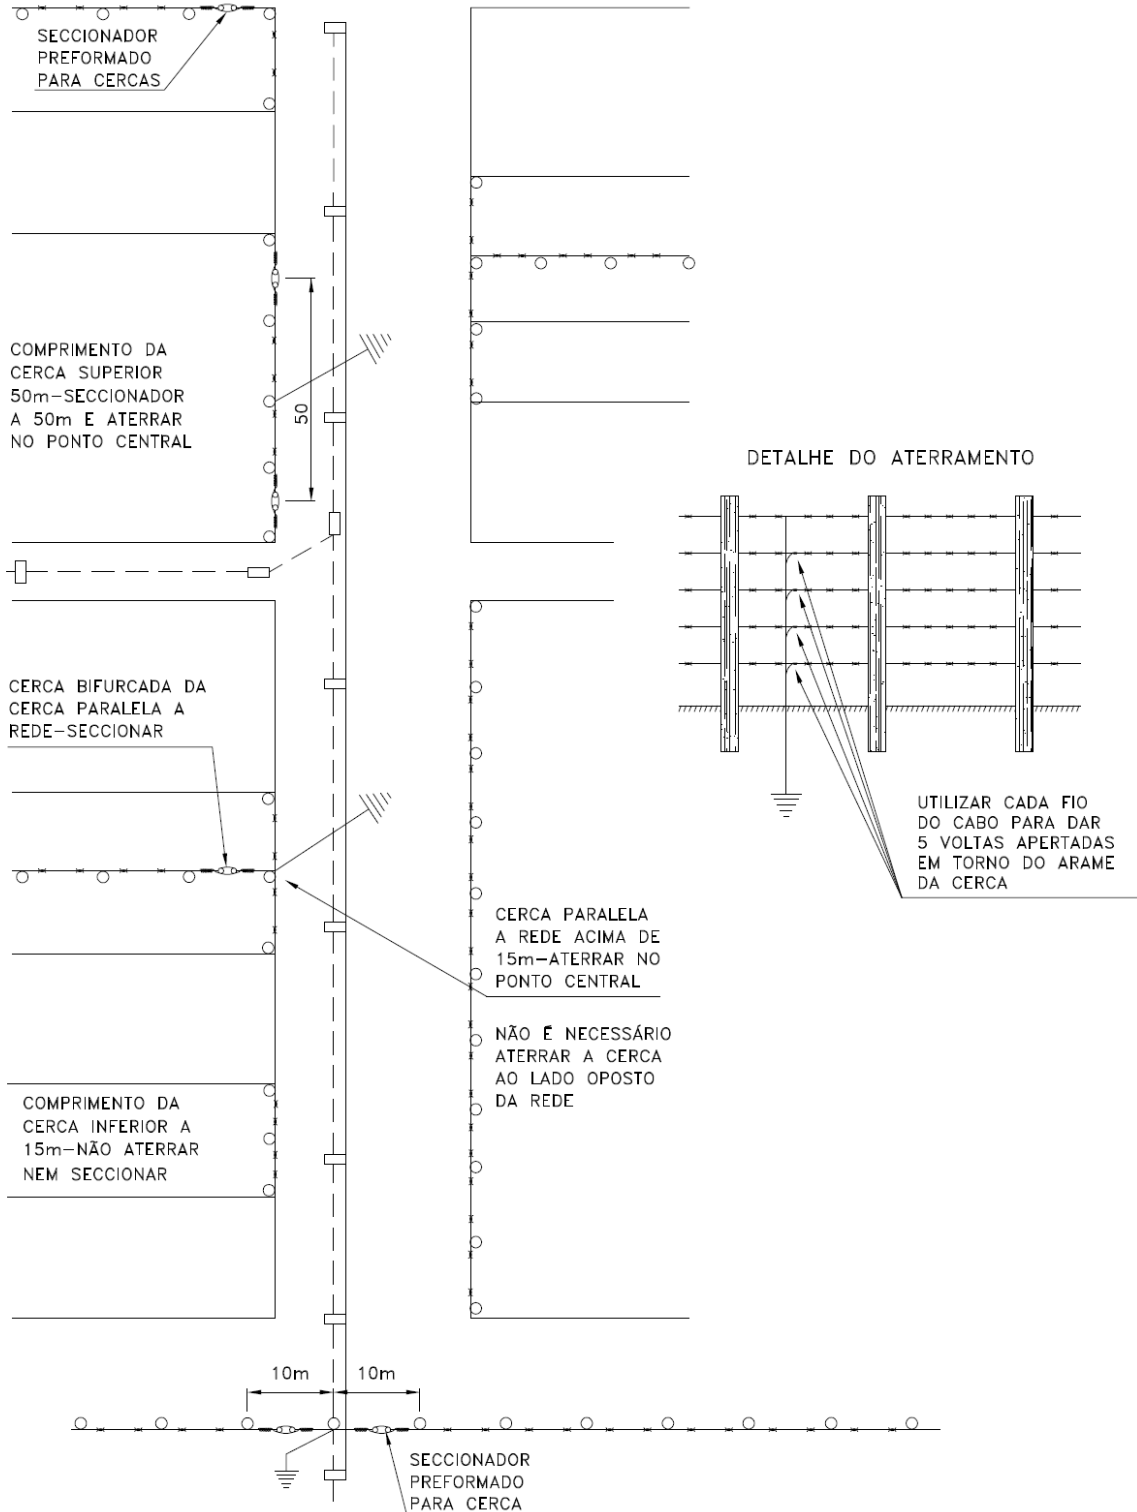 SECCIONADOR
PREFORMADO
PARA CERCAS
COMPRIMENTO DA
CERCA SUPERIOR
50m-SECCIONADOR
A 50m E ATERRAR
NO PONTO CENTRAL
50
DETALHE DO ATERRAMENTO
CERCA BIFURCADA DA
CERCA PARALELA A
REDE-SECCIONAR
UTILIZAR CADA FIO
DO CABO PARA DAR
5 VOLTAS APERTADAS
EM TORNO DO ARAME
DA CERCA
CERCA PARALELA
A REDE ACIMA DE
15m-ATERRAR NO
PONTO CENTRAL
NÃO É NECESSÁRIO
ATERRAR A CERCA
AO LADO OPOSTO
DA REDE
COMPRIMENTO DA
CERCA INFERIOR A
15m-NÃO ATERRAR
NEM SECCIONAR
10m
10m
SECCIONADOR
PREFORMADO
PARA CERCA